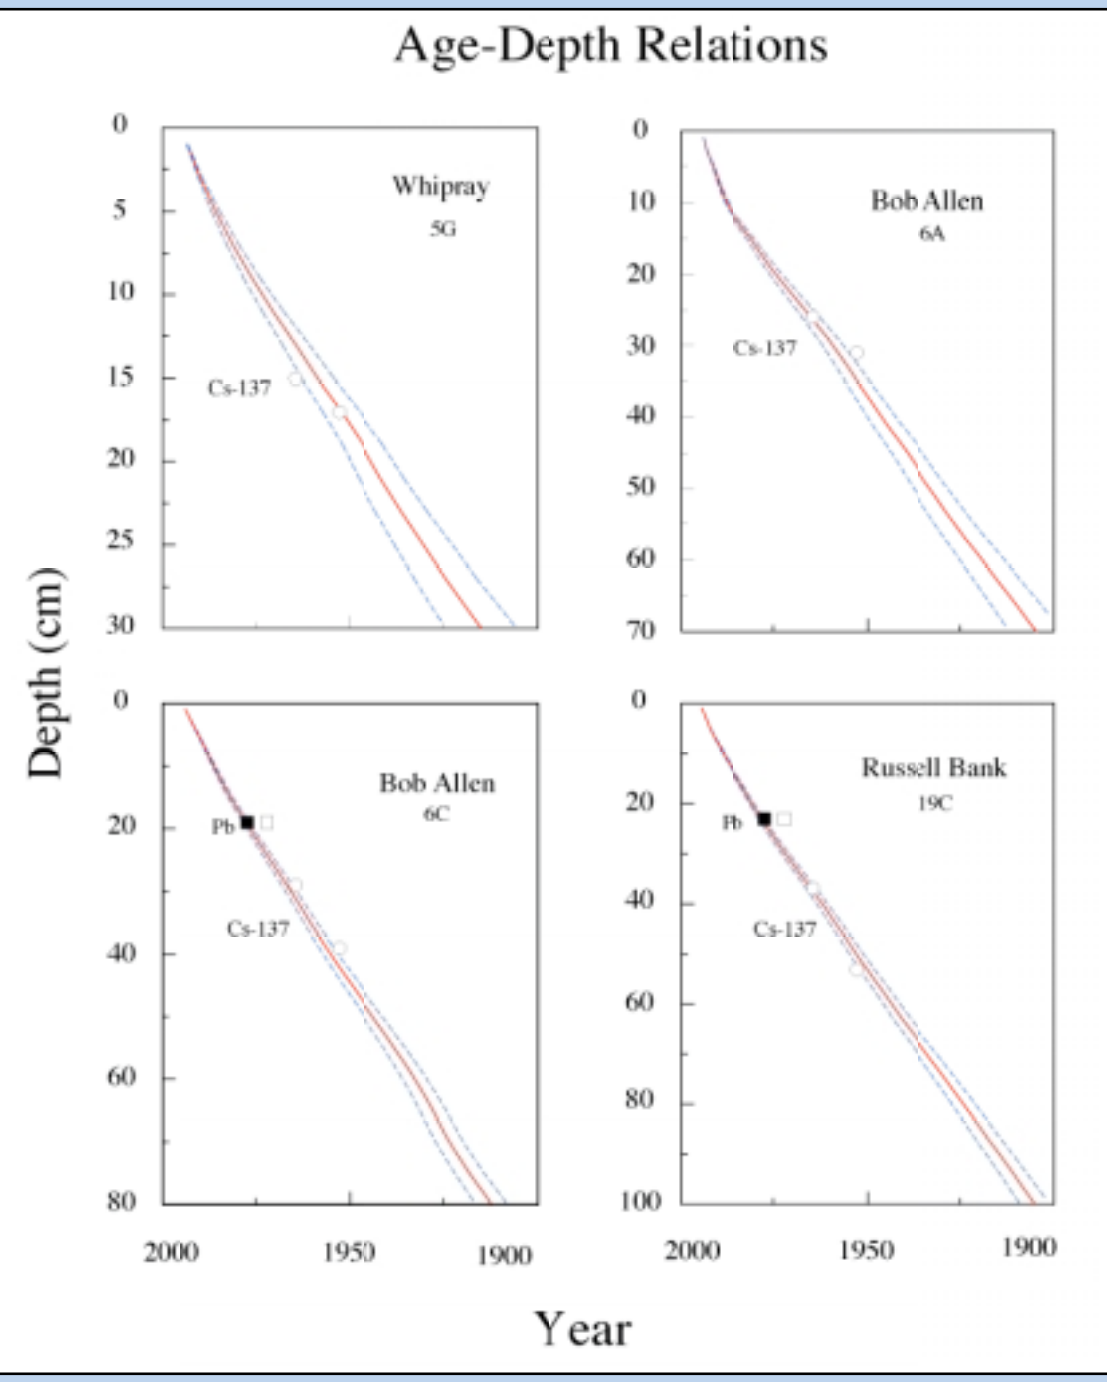 Age-Depth Relations
Depth (cm)
0
5
10
15
20
25
30
Whipray
5G
Cs-137
0
10
20
30
40
50
60
70
Bob Allen
6A
Cs-137
0
20
40
60
80
Bob Allen
6C
Pb
Cs-137
2000 1950 1900
0
20
40
60
80
100
Russell Bank
19C
Pb
Cs-137
2000 1950 1900
Year